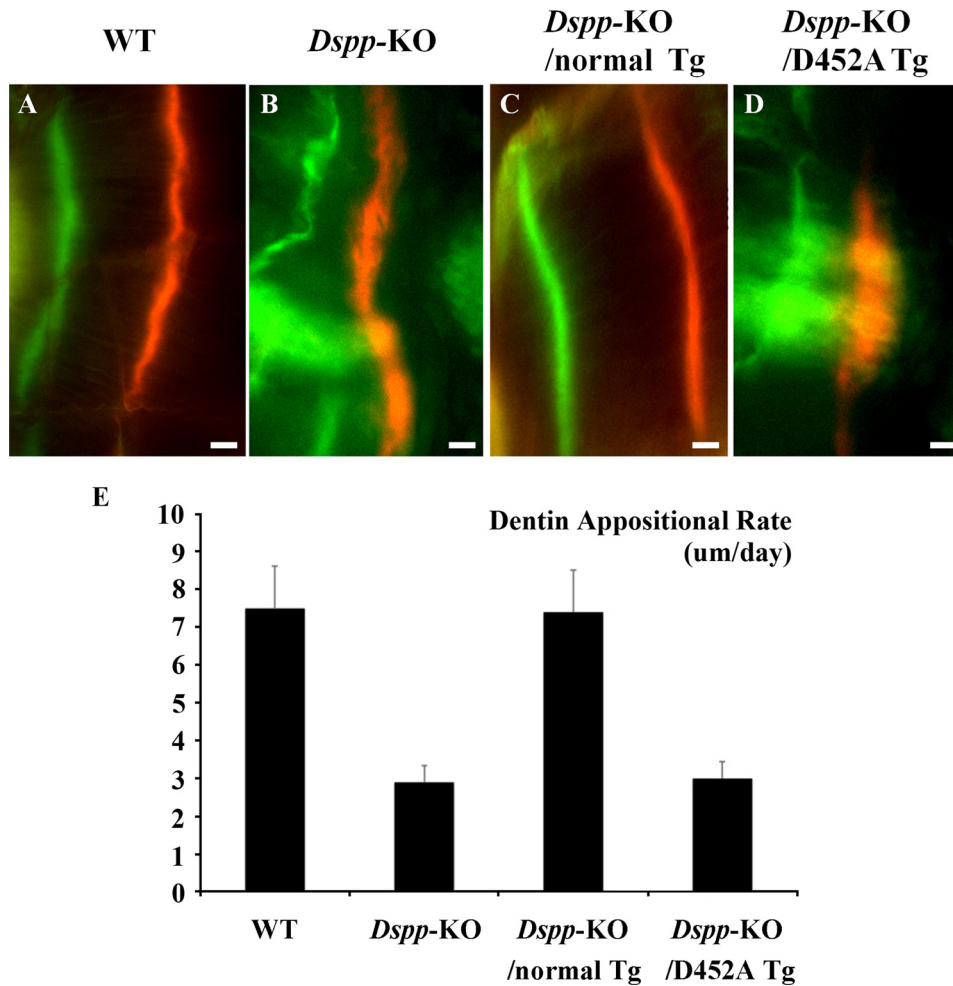 WT
Dspp-KO
Dspp-KO
/normal Tg
Dspp-KO
/D452A Tg
A
B
C
D
E
Dentin Appositional Rate
(um/day)
10
9
8
7
6
5
4
3
2
1
0
WT
Dspp-KO
Dspp-KO
/normal Tg
Dspp-KO
/D452A Tg